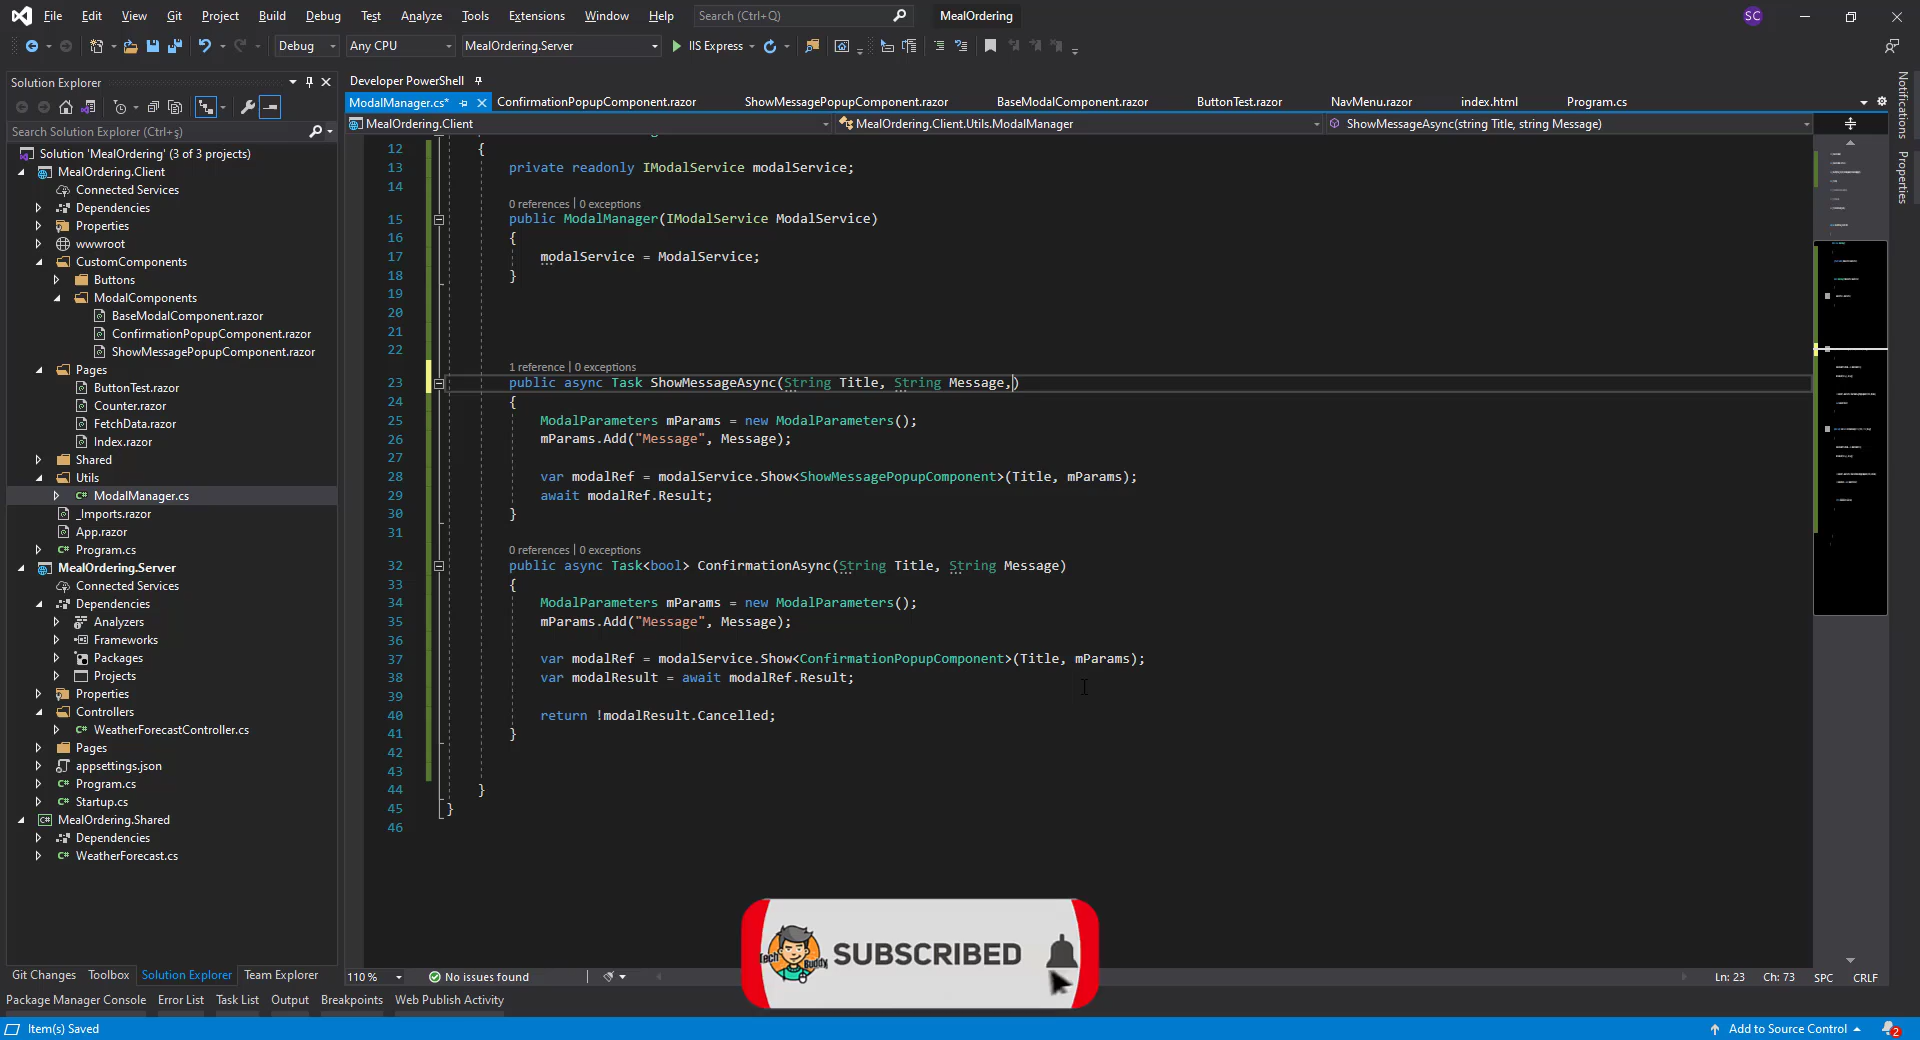 File Edit View Git Project Build Debug Test Analyze Tools Extensions Window Help Search (Ctrl+Q) MealOrdering SC
Debug Any CPU MealOrdering.Server IIS Express
Solution Explorer
Search Solution Explorer (Ctrl+ş)
Solution 'MealOrdering' (3 of 3 projects)
MealOrdering.Client
Connected Services
Dependencies
Properties
wwwroot
CustomComponents
Buttons
ModalComponents
BaseModalComponent.razor
ConfirmationPopupComponent.razor
ShowMessagePopupComponent.razor
Pages
ButtonTest.razor
Counter.razor
FetchData.razor
Index.razor
Shared
Utils
C# ModalManager.cs
_Imports.razor
App.razor
C# Program.cs
MealOrdering.Server
Connected Services
Dependencies
Analyzers
Frameworks
Packages
Projects
Properties
Controllers
C# WeatherForecastController.cs
Pages
appsettings.json
C# Program.cs
C# Startup.cs
C# MealOrdering.Shared
Dependencies
C# WeatherForecast.cs
Git Changes Toolbox Solution Explorer Team Explorer
Developer PowerShell
ModalManager.cs* ConfirmationPopupComponent.razor ShowMessagePopupComponent.razor BaseModalComponent.razor ButtonTest.razor NavMenu.razor index.html Program.cs
MealOrdering.Client MealOrdering.Client.Utils.ModalManager ShowMessageAsync(string Title, string Message)
12 {
13 private readonly IModalService modalService;
14
0 references | 0 exceptions
15 public ModalManager(IModalService ModalService)
16 {
17 modalService = ModalService;
18 }
19
20
21
22
1 reference | 0 exceptions
23 public async Task ShowMessageAsync(String Title, String Message,)
24 {
25 ModalParameters mParams = new ModalParameters();
26 mParams.Add("Message", Message);
27
28 var modalRef = modalService.Show<ShowMessagePopupComponent>(Title, mParams);
29 await modalRef.Result;
30 }
31
0 references | 0 exceptions
32 public async Task<bool> ConfirmationAsync(String Title, String Message)
33 {
34 ModalParameters mParams = new ModalParameters();
35 mParams.Add("Message", Message);
36
37 var modalRef = modalService.Show<ConfirmationPopupComponent>(Title, mParams);
38 var modalResult = await modalRef.Result;
39
40 return !modalResult.Cancelled;
41 }
42
43
44 }
45 }
46
Notifications
Properties
Tech Buddy
SUBSCRIBED
110 % No issues found Ln: 23 Ch: 73 SPC CRLF
Package Manager Console Error List Task List Output Breakpoints Web Publish Activity
Item(s) Saved Add to Source Control 2